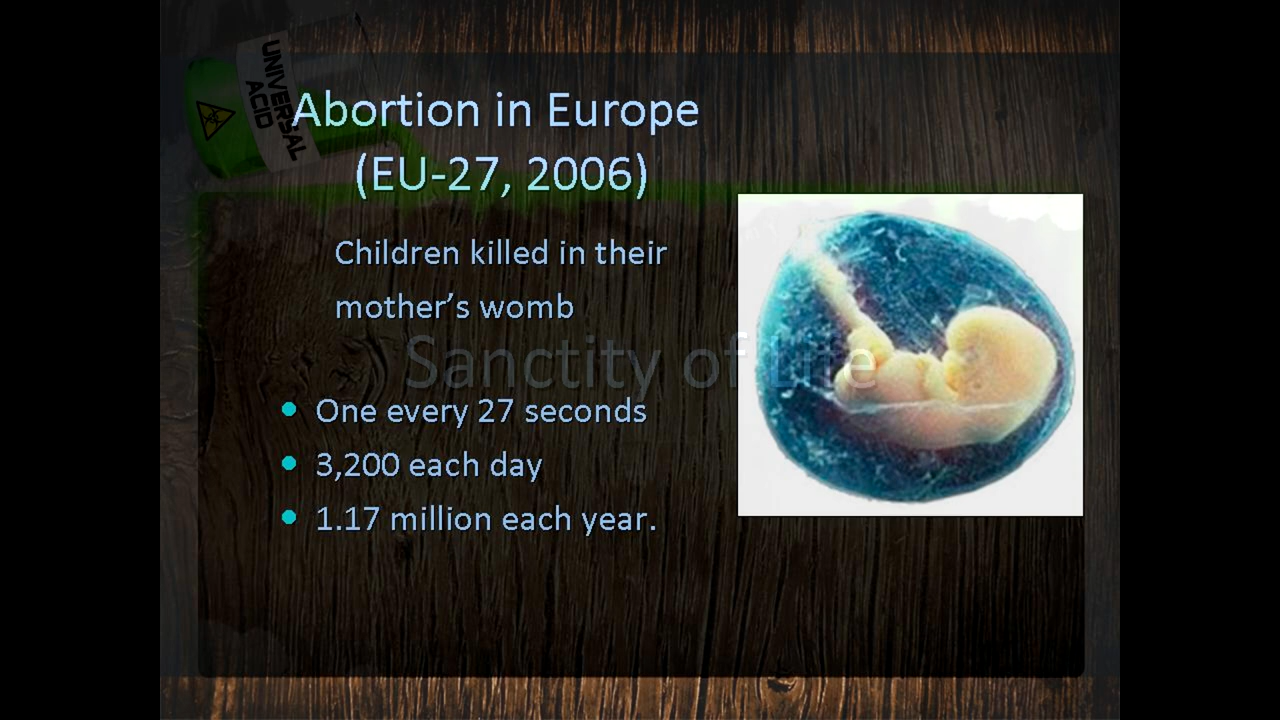 UNIVERSAL
ACID
Abortion in Europe
(EU-27, 2006)
Children killed in their
mother’s womb
Sanctity of Life
• One every 27 seconds
• 3,200 each day
• 1.17 million each year.